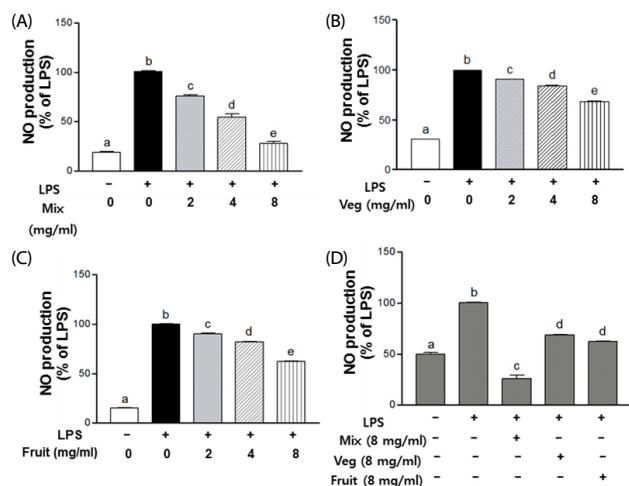 (A)
NO production
(% of LPS)
150
100
50
0
a
b
c
d
e
LPS − + + + +
Mix 0 0 2 4 8
(mg/ml)
(B)
NO production
(% of LPS)
150
100
50
0
a
b
c
d
e
LPS − + + + +
Veg (mg/ml) 0 0 2 4 8
(C)
NO production
(% of LPS)
150
100
50
0
a
b
c
d
e
LPS − + + + +
Fruit (mg/ml) 0 0 2 4 8
(D)
NO production
(% of LPS)
150
100
50
0
a
b
c
d
d
LPS − + + + +
Mix (8 mg/ml) − − + − −
Veg (8 mg/ml) − − − + −
Fruit (8 mg/ml) − − − − +